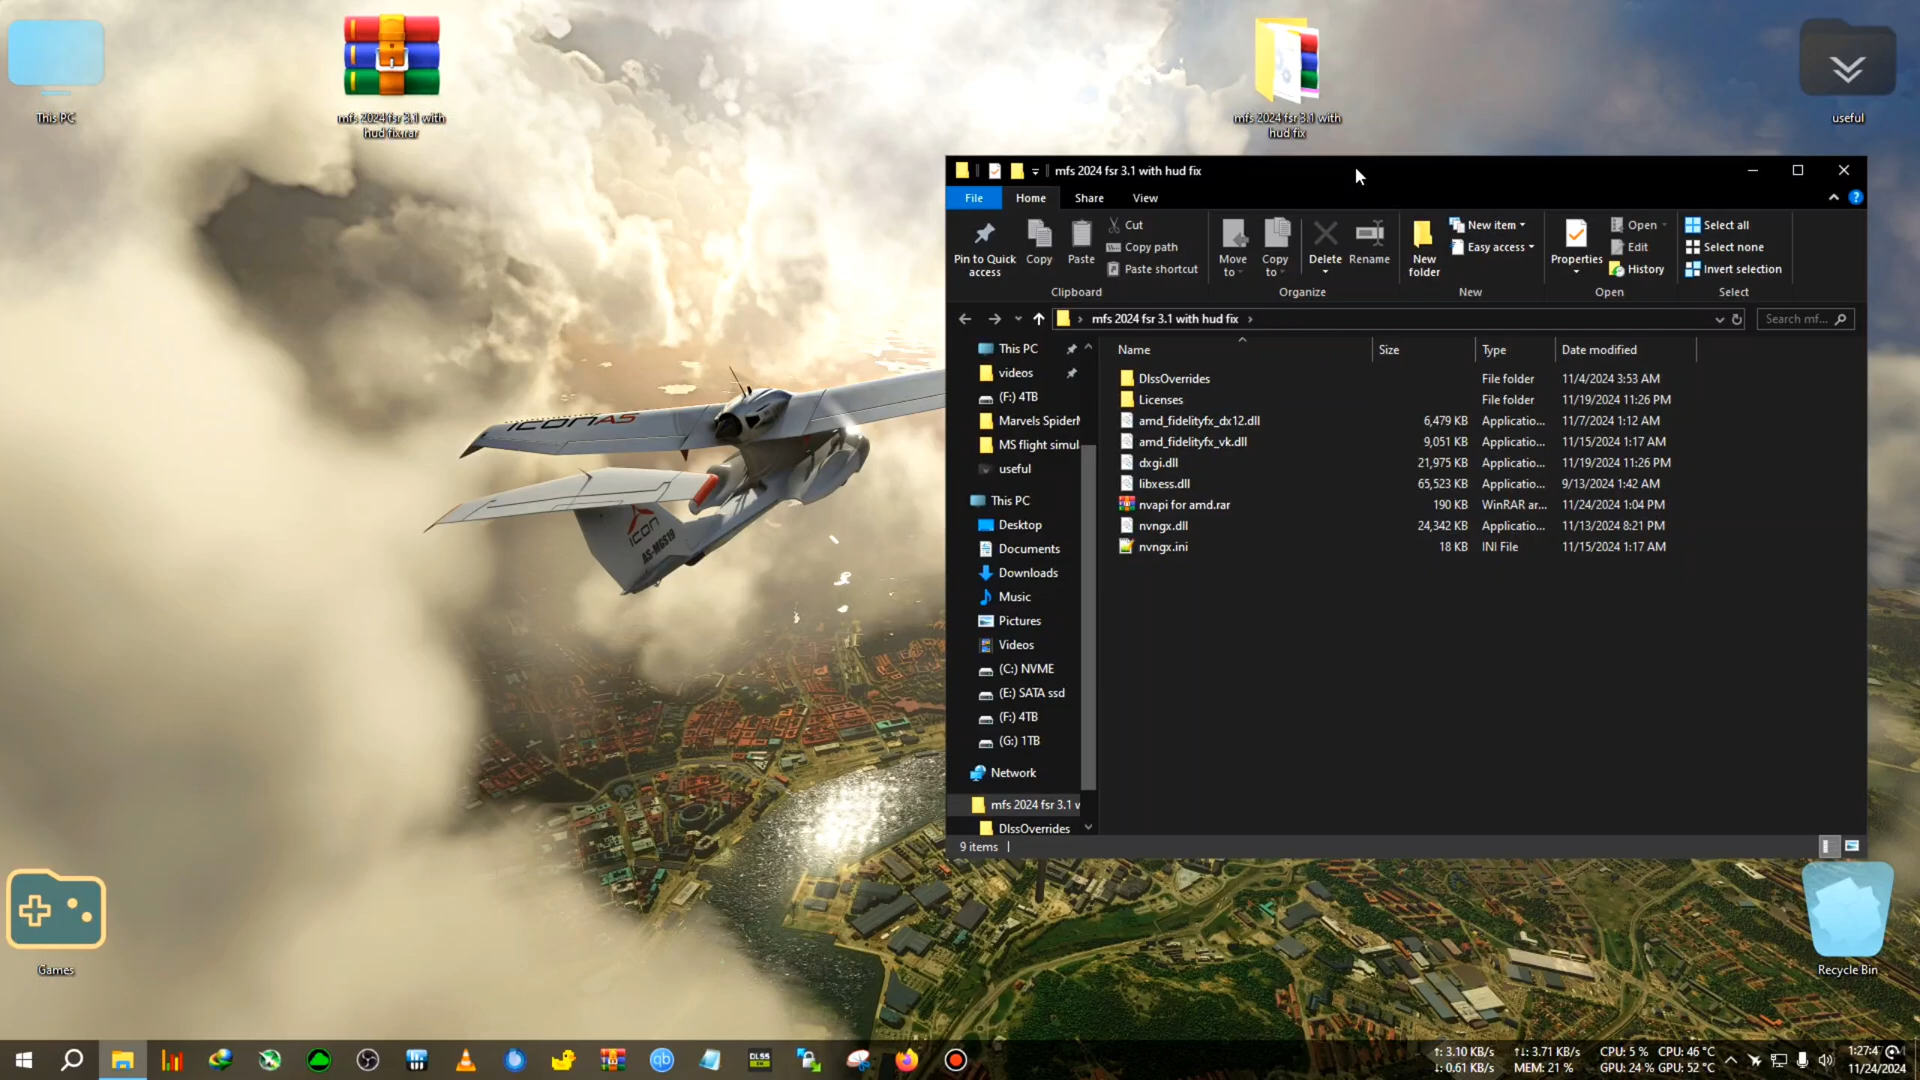 This PC
mfs 2024 fsr 3.1 with
hud fix.rar
mfs 2024 fsr 3.1 with
hud fix
useful
ICON A5
icon
AS-MGS19
mfs 2024 fsr 3.1 with hud fix
File
Home
Share
View
Pin to Quick
access
Copy
Paste
Cut
Copy path
Paste shortcut
Clipboard
Move
to
Copy
to
Delete
Rename
Organize
New
folder
New item
Easy access
New
Properties
Open
Edit
History
Open
Select all
Select none
Invert selection
Select
mfs 2024 fsr 3.1 with hud fix
Search mf...
This PC
videos
(F:) 4TB
Marvels SpiderM
MS flight simul
useful
This PC
Desktop
Documents
Downloads
Music
Pictures
Videos
(C:) NVME
(E:) SATA ssd
(F:) 4TB
(G:) 1TB
Network
mfs 2024 fsr 3.1 w
DlssOverrides
Name Size Type Date modified
DlssOverrides File folder 11/4/2024 3:53 AM
Licenses File folder 11/19/2024 11:26 PM
amd_fidelityfx_dx12.dll 6,479 KB Applicatio... 11/7/2024 1:12 AM
amd_fidelityfx_vk.dll 9,051 KB Applicatio... 11/15/2024 1:17 AM
dxgi.dll 21,975 KB Applicatio... 11/19/2024 11:26 PM
libxess.dll 65,523 KB Applicatio... 9/13/2024 1:42 AM
nvapi for amd.rar 190 KB WinRAR ar... 11/24/2024 1:04 PM
nvngx.dll 24,342 KB Applicatio... 11/13/2024 8:21 PM
nvngx.ini 18 KB INI File 11/15/2024 1:17 AM
9 items
Games
Recycle Bin
DLSS
qb
↑: 3.10 KB/s
↓: 0.61 KB/s
↑↓: 3.71 KB/s
MEM: 21 %
CPU: 5 % CPU: 46 °C
GPU: 24 % GPU: 52 °C
1:27:4
11/24/2024